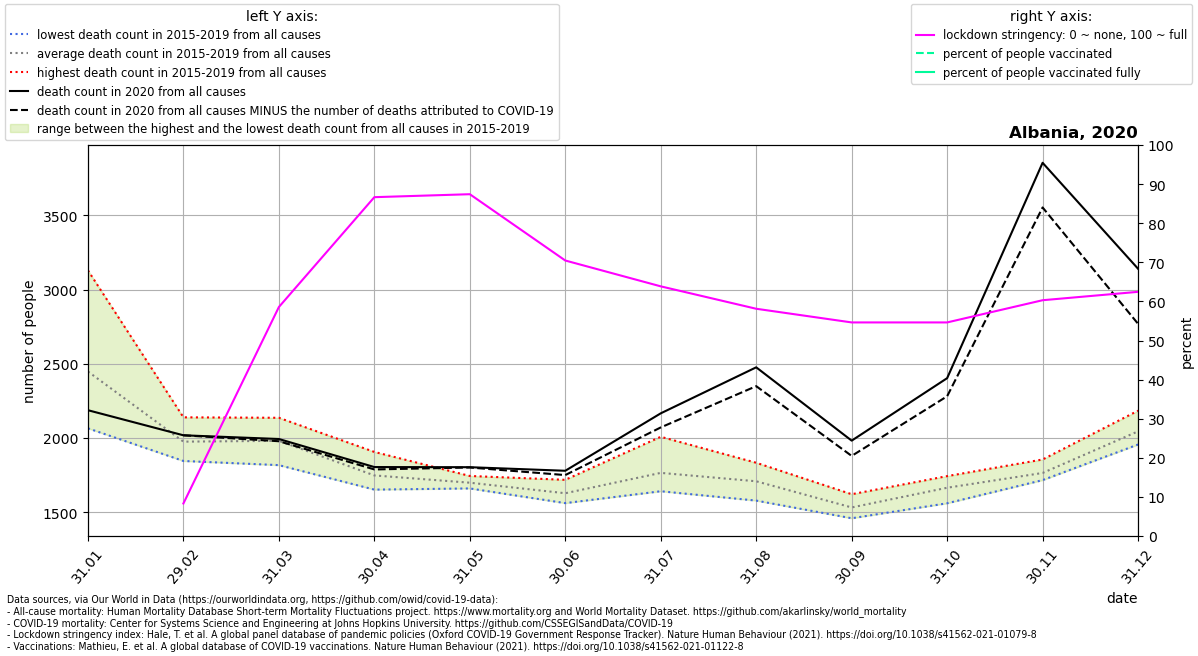 left Y axis:
lowest death count in 2015-2019 from all causes
average death count in 2015-2019 from all causes
highest death count in 2015-2019 from all causes
death count in 2020 from all causes
death count in 2020 from all causes MINUS the number of deaths attributed to COVID-19
range between the highest and the lowest death count from all causes in 2015-2019
right Y axis:
lockdown stringency: 0 ~ none, 100 ~ full
percent of people vaccinated
percent of people vaccinated fully
Albania, 2020
number of people
3500
3000
2500
2000
1500
100
90
80
70
60
50
40
30
20
10
0
percent
31.01
29.02
31.03
30.04
31.05
30.06
31.07
31.08
30.09
31.10
30.11
31.12
date
Data sources, via Our World in Data (https://ourworldindata.org, https://github.com/owid/covid-19-data):
- All-cause mortality: Human Mortality Database Short-term Mortality Fluctuations project. https://www.mortality.org and World Mortality Dataset. https://github.com/akarlinsky/world_mortality
- COVID-19 mortality: Center for Systems Science and Engineering at Johns Hopkins University. https://github.com/CSSEGISandData/COVID-19
- Lockdown stringency index: Hale, T. et al. A global panel database of pandemic policies (Oxford COVID-19 Government Response Tracker). Nature Human Behaviour (2021). https://doi.org/10.1038/s41562-021-01079-8
- Vaccinations: Mathieu, E. et al. A global database of COVID-19 vaccinations. Nature Human Behaviour (2021). https://doi.org/10.1038/s41562-021-01122-8